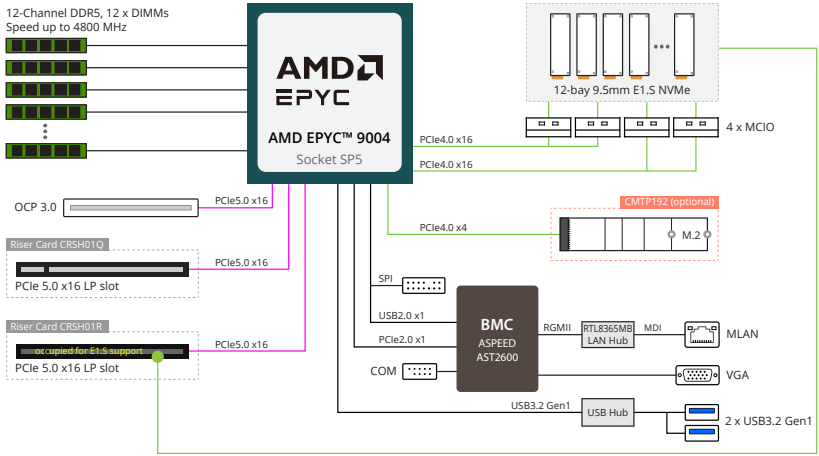 12-Channel DDR5, 12 x DIMMs
Speed up to 4800 MHz
AMD
EPYC
AMD EPYC™ 9004
Socket SP5
12-bay 9.5mm E1.S NVMe
4 x MCIO
PCIe4.0 x16
PCIe4.0 x16
OCP 3.0
PCIe5.0 x16
CMTP192 (optional)
PCIe4.0 x4
M.2
Riser Card CRSH01Q
PCIe5.0 x16
PCIe 5.0 x16 LP slot
SPI
USB2.0 x1
Riser Card CRSH01R
occupied for E1.S support
PCIe5.0 x16
PCIe 5.0 x16 LP slot
PCIe2.0 x1
COM
BMC
ASPEED
AST2600
RGMII
RTL8365MB
LAN Hub
MDI
MLAN
VGA
USB3.2 Gen1
USB Hub
2 x USB3.2 Gen1